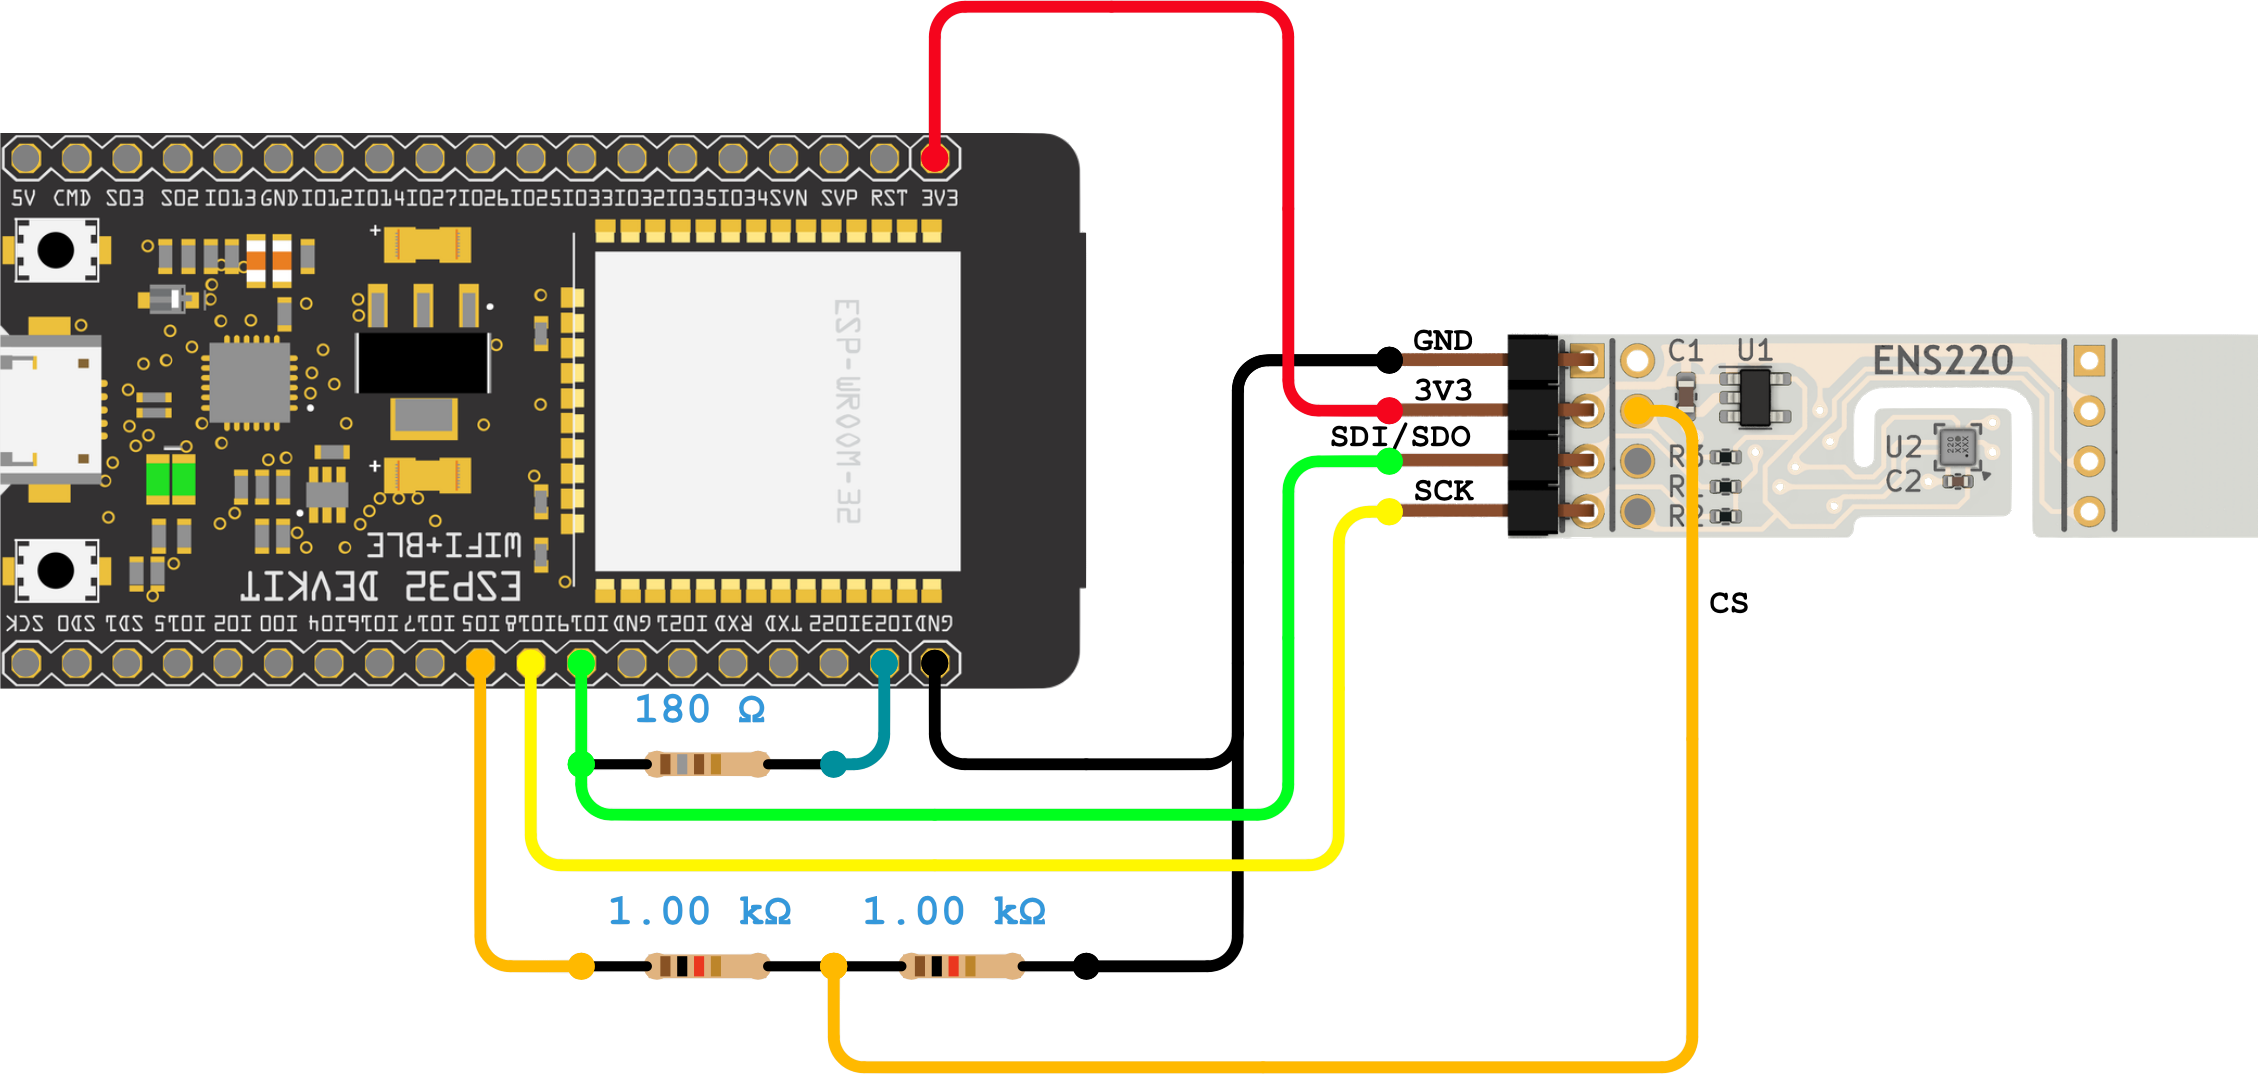 5V CMD SD3 SD2 IO13 GND IO12 IO14 IO27 IO26 IO25 IO33 IO32 IO35 IO34 SVN SVP RST 3V3
+
ESP-WROOM-32
+
WIFI+BLE
ESP32 DEVKIT
SCK SD0 SD1 IO15 IO2 IO0 IO4 IO16 IO17 IO5 IO18 IO19 GND IO21 RXD TXD IO22 IO23 GND
180 Ω
1.00 kΩ 1.00 kΩ
GND
3V3
SDI/SDO
SCK
CS
C1 U1 ENS220
R3
R1
R2
U2
C2
220